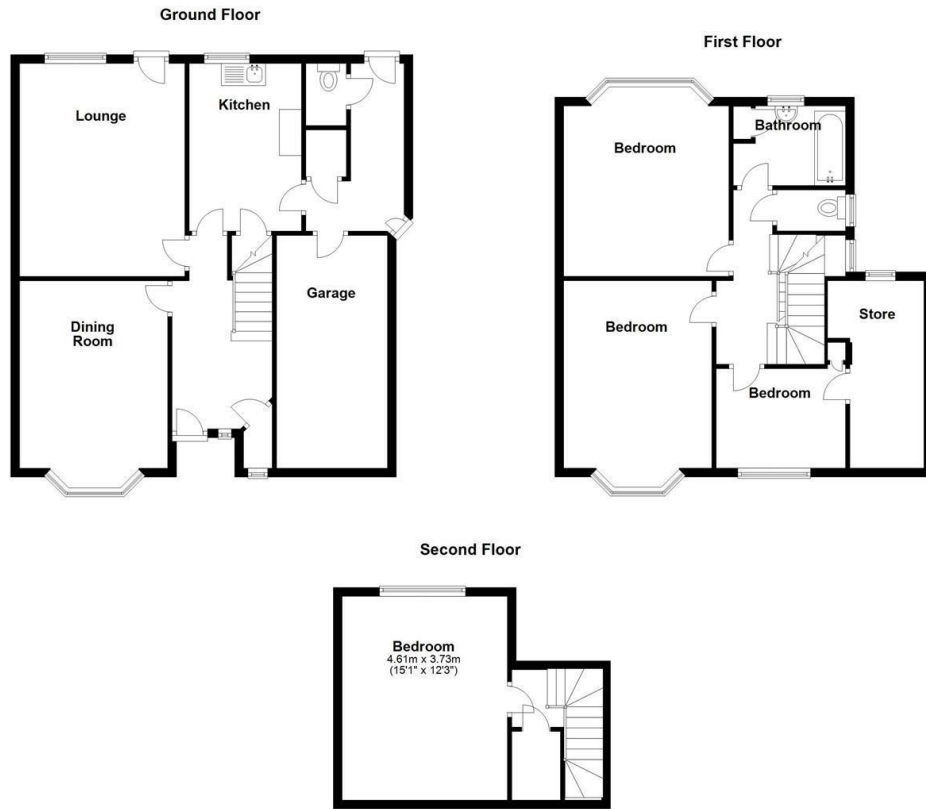 Ground Floor
Lounge
Kitchen
Dining
Room
Garage
First Floor
Bedroom
Bathroom
Bedroom
Store
Bedroom
Second Floor
Bedroom
4.61m x 3.73m
(15'1" x 12'3")